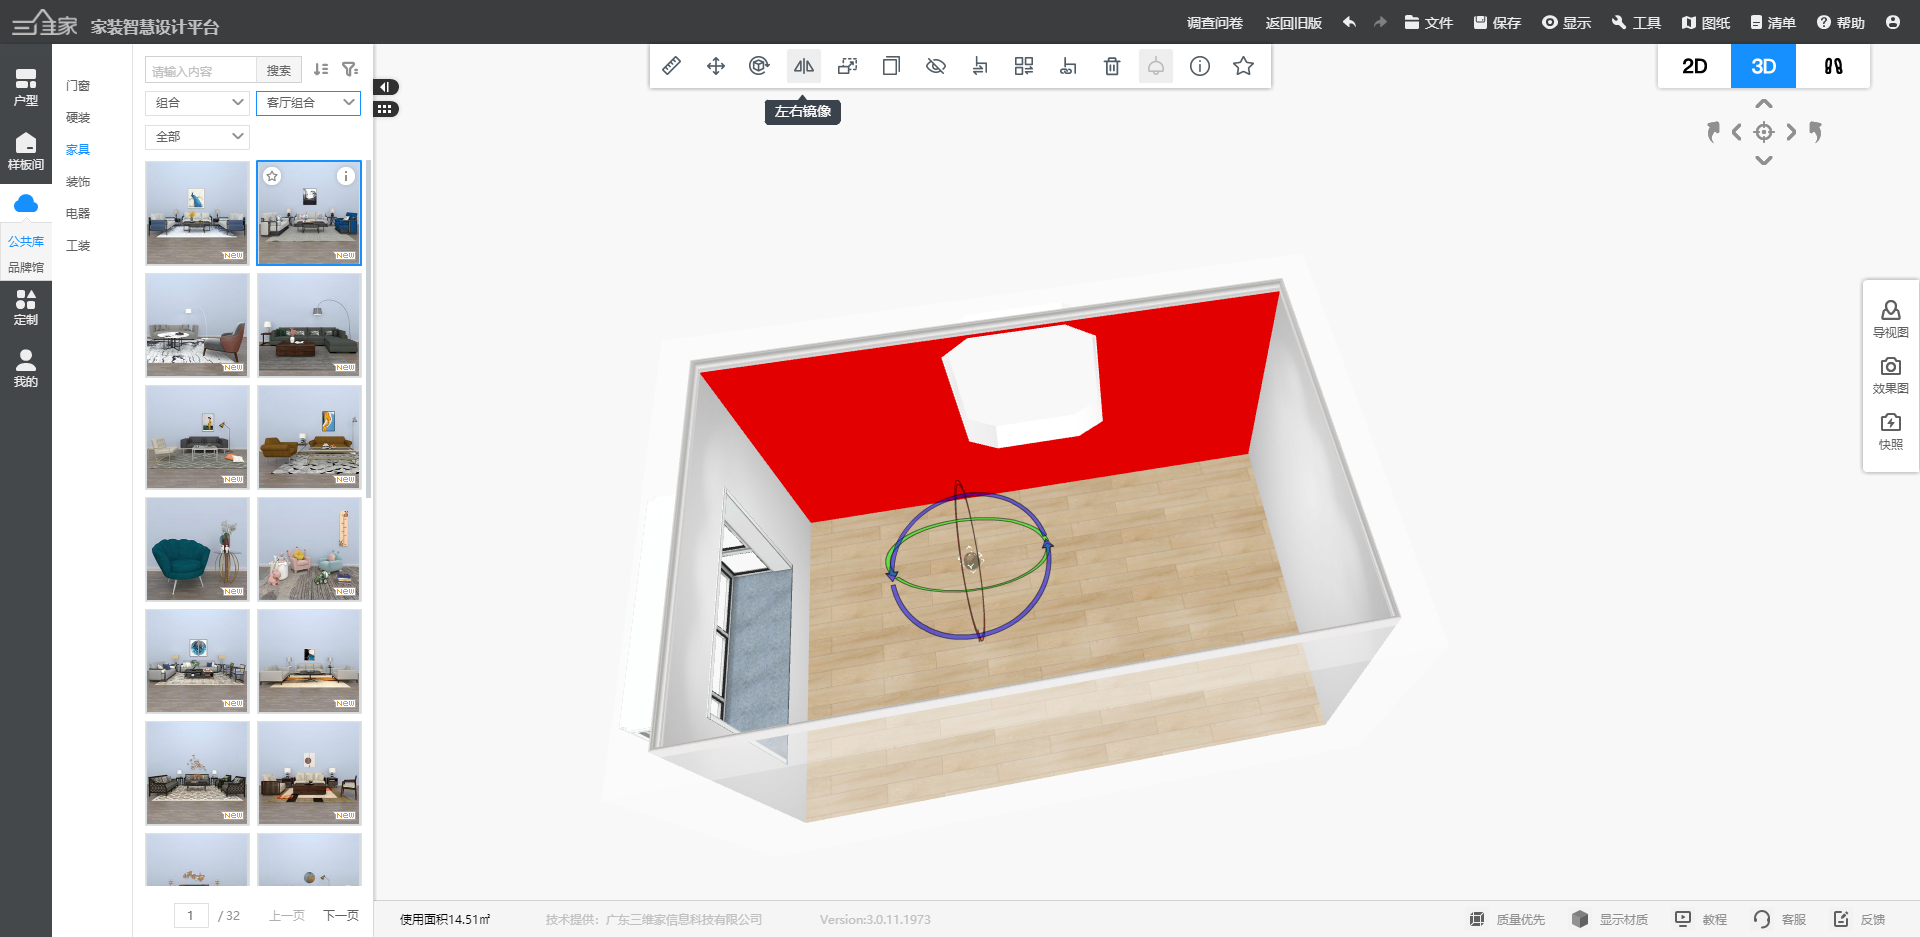 三维家 家装智慧设计平台
调查问卷 返回旧版 文件 保存 显示 工具 图纸 清单 帮助
户型
样板间
公共库
品牌馆
定制
我的
门窗
硬装
家具
装饰
电器
工装
请输入内容 搜索
组合 客厅组合
全部
New New
New New
New New
New New
New New
New New
1 / 32 上一页 下一页
左右镜像
2D 3D
导视图
效果图
快照
使用面积14.51㎡ 技术提供：广东三维家信息科技有限公司 Version:3.0.11.1973
质量优先 显示材质 教程 客服 反馈